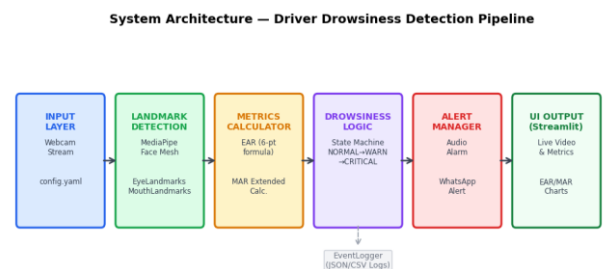 System Architecture — Driver Drowsiness Detection Pipeline
INPUT
LAYER
Webcam
Stream
config.yaml
LANDMARK
DETECTION
MediaPipe
Face Mesh
EyeLandmarks
MouthLandmarks
METRICS
CALCULATOR
EAR (6-pt
formula)
MAR Extended
Calc.
DROWSINESS
LOGIC
State Machine
NORMAL→WARN
→CRITICAL
ALERT
MANAGER
Audio
Alarm
WhatsApp
Alert
UI OUTPUT
(Streamlit)
Live Video
& Metrics
EAR/MAR
Charts
EventLogger
(JSON/CSV Logs)